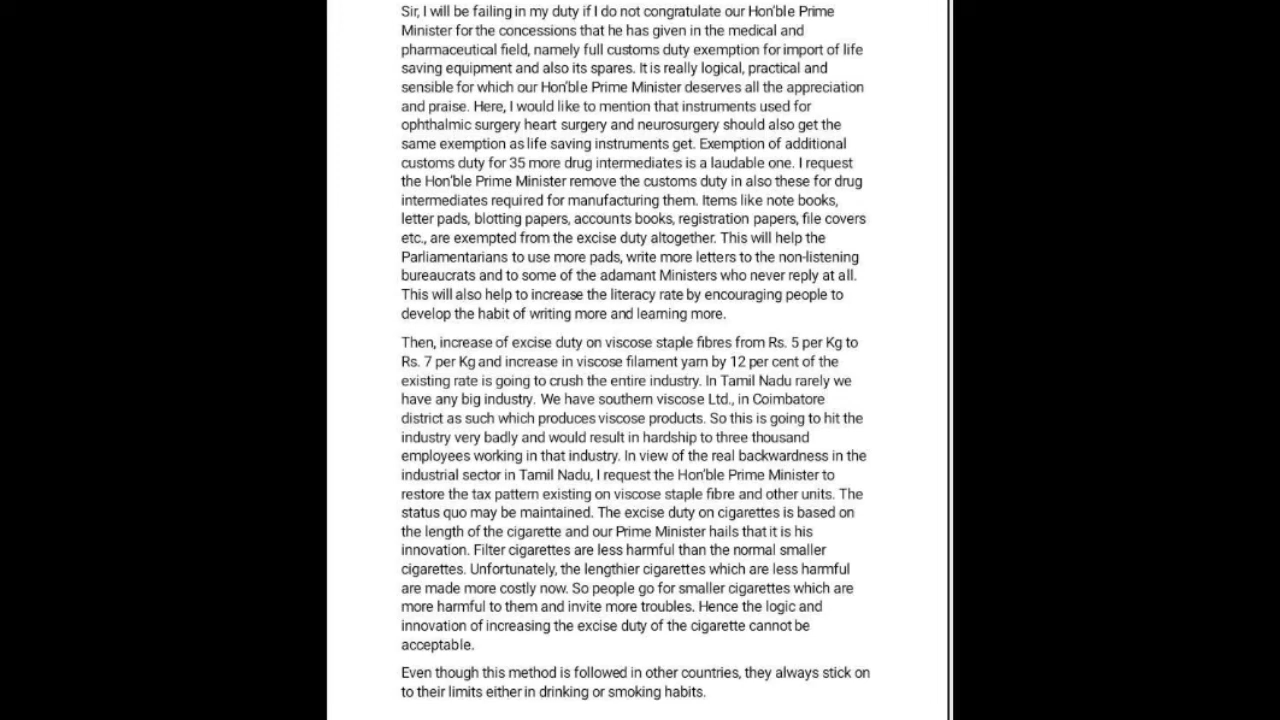 Sir, I will be failing in my duty if I do not congratulate our Hon'ble Prime
Minister for the concessions that he has given in the medical and
pharmaceutical field, namely full customs duty exemption for import of life
saving equipment and also its spares. It is really logical, practical and
sensible for which our Hon'ble Prime Minister deserves all the appreciation
and praise. Here, I would like to mention that instruments used for
ophthalmic surgery heart surgery and neurosurgery should also get the
same exemption as life saving instruments get. Exemption of additional
customs duty for 35 more drug intermediates is a laudable one. I request
the Hon'ble Prime Minister remove the customs duty in also these for drug
intermediates required for manufacturing them. Items like note books,
letter pads, blotting papers, accounts books, registration papers, file covers
etc., are exempted from the excise duty altogether. This will help the
Parliamentarians to use more pads, write more letters to the non-listening
bureaucrats and to some of the adamant Ministers who never reply at all.
This will also help to increase the literacy rate by encouraging people to
develop the habit of writing more and learning more.
Then, increase of excise duty on viscose staple fibres from Rs. 5 per Kg to
Rs. 7 per Kg and increase in viscose filament yarn by 12 per cent of the
existing rate is going to crush the entire industry. In Tamil Nadu rarely we
have any big industry. We have southern viscose Ltd., in Coimbatore
district as such which produces viscose products. So this is going to hit the
industry very badly and would result in hardship to three thousand
employees working in that industry. In view of the real backwardness in the
industrial sector in Tamil Nadu, I request the Hon'ble Prime Minister to
restore the tax pattern existing on viscose staple fibre and other units. The
status quo may be maintained. The excise duty on cigarettes is based on
the length of the cigarette and our Prime Minister hails that it is his
innovation. Filter cigarettes are less harmful than the normal smaller
cigarettes. Unfortunately, the lengthier cigarettes which are less harmful
are made more costly now. So people go for smaller cigarettes which are
more harmful to them and invite more troubles. Hence the logic and
innovation of increasing the excise duty of the cigarette cannot be
acceptable.
Even though this method is followed in other countries, they always stick on
to their limits either in drinking or smoking habits.